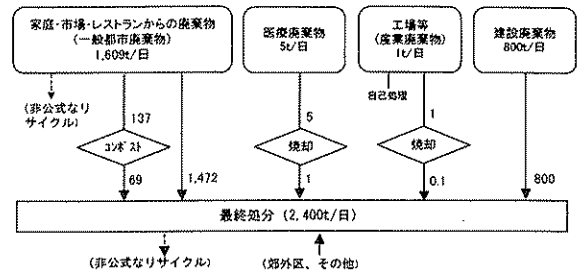 家庭・市場・レストランからの廃棄物
(一般都市廃棄物)
1,609t/日
医療廃棄物
5t/日
工場等
(産業廃棄物)
1t/日
建設廃棄物
800t/日
(非公式なリ
サイクル)
自己処理
137
5
1
コンポスト
焼却
焼却
69
1,472
1
0.1
800
最終処分 (2,400t/日)
(非公式なリサイクル)
(郊外区、その他)